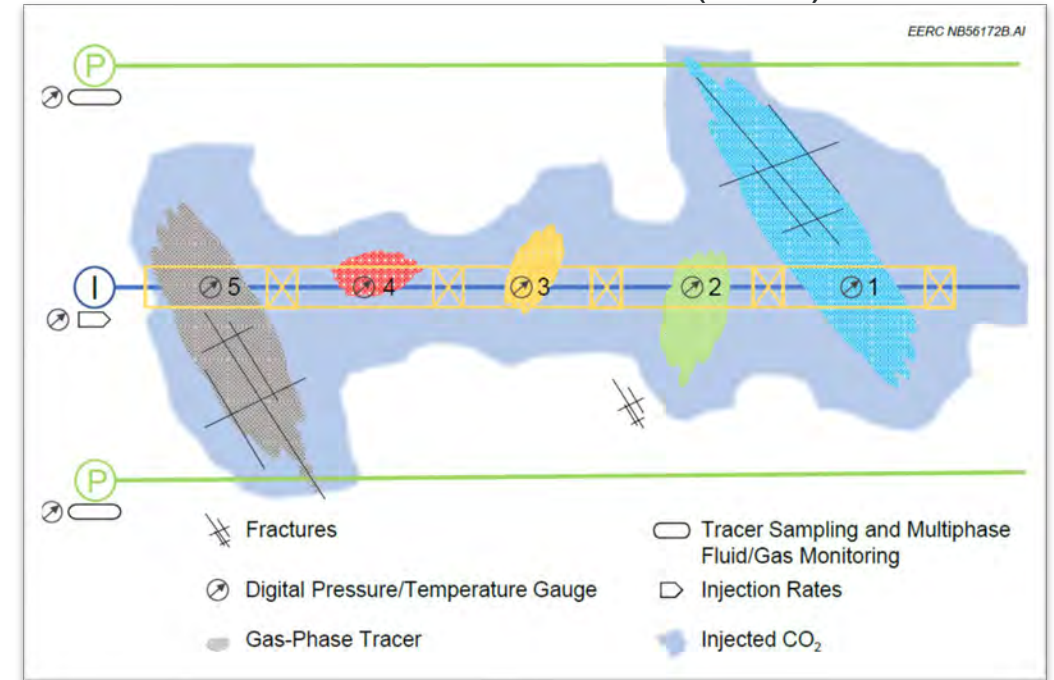 EERC NB56172B.AI
P
I
5
4
3
2
1
P
Fractures
Tracer Sampling and Multiphase
Fluid/Gas Monitoring
Digital Pressure/Temperature Gauge
Injection Rates
Gas-Phase Tracer
Injected CO₂